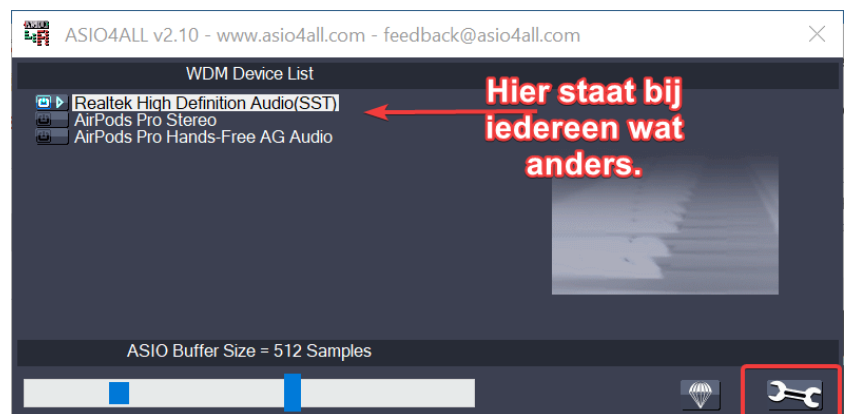 ASIO4ALL v2.10 - www.asio4all.com - feedback@asio4all.com
WDM Device List
Realtek High Definition Audio(SST)
AirPods Pro Stereo
AirPods Pro Hands-Free AG Audio
Hier staat bij
iedereen wat
anders.
ASIO Buffer Size = 512 Samples